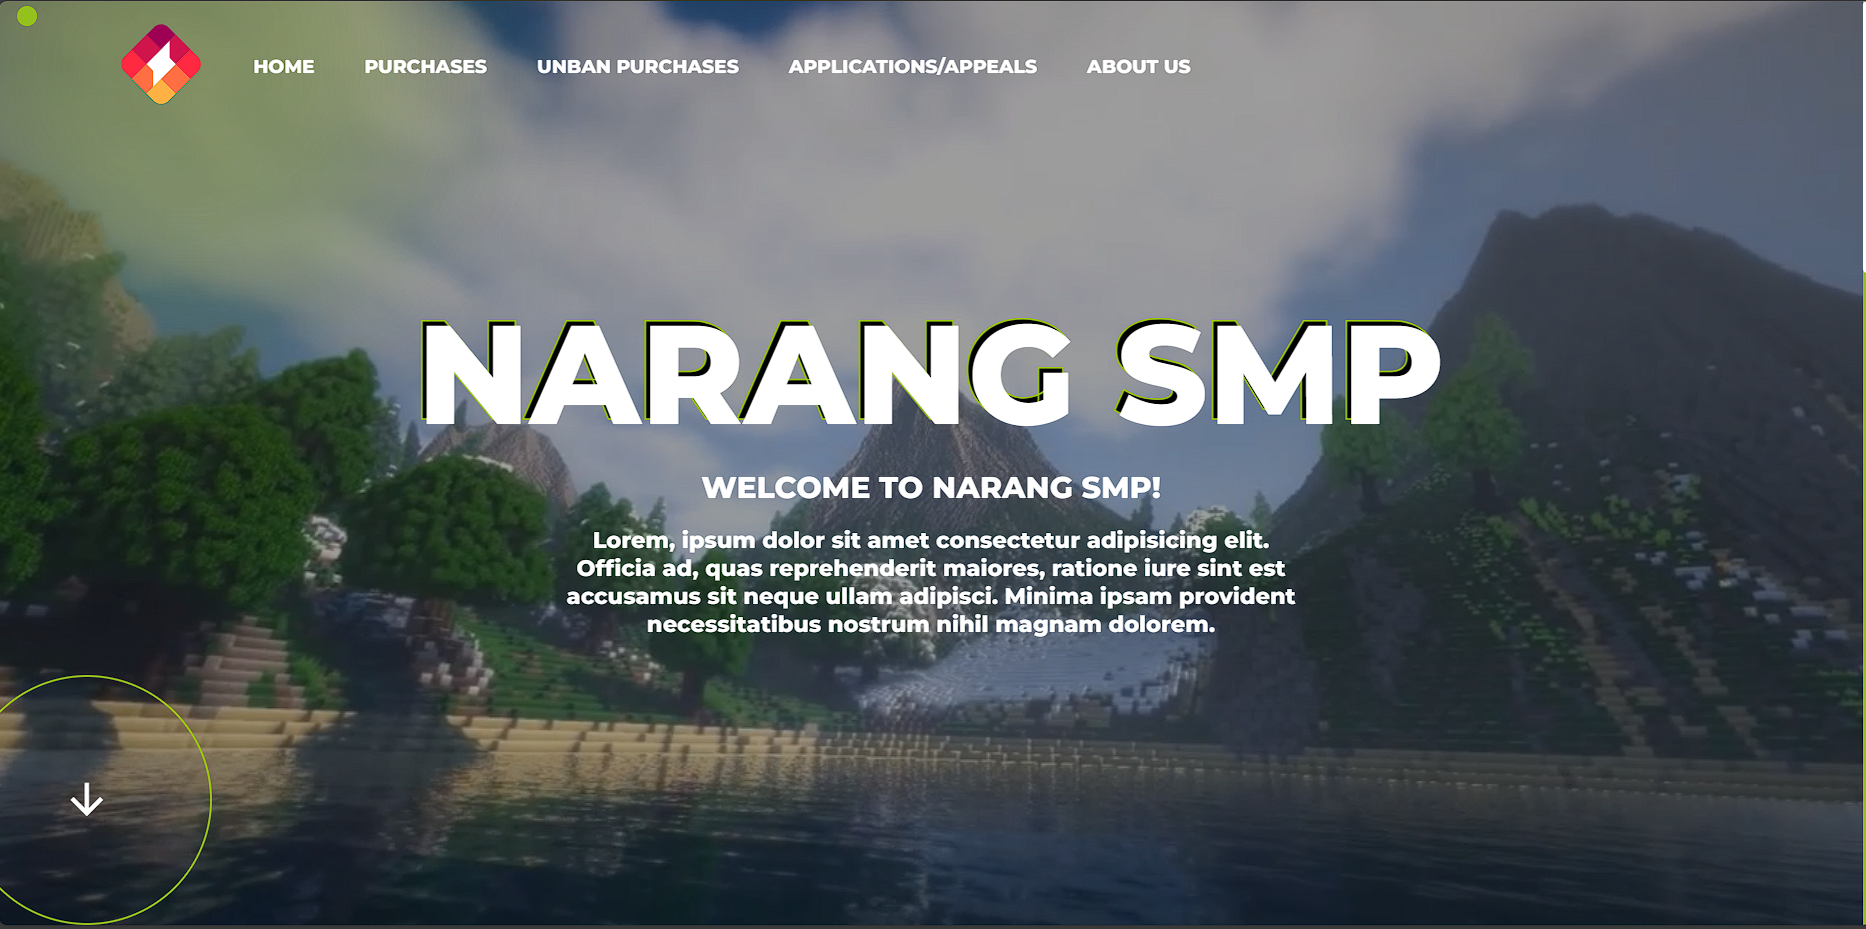 HOME PURCHASES UNBAN PURCHASES APPLICATIONS/APPEALS ABOUT US
NARANG SMP
WELCOME TO NARANG SMP!
Lorem, ipsum dolor sit amet consectetur adipisicing elit.
Officia ad, quas reprehenderit maiores, ratione iure sint est
accusamus sit neque ullam adipisci. Minima ipsam provident
necessitatibus nostrum nihil magnam dolorem.